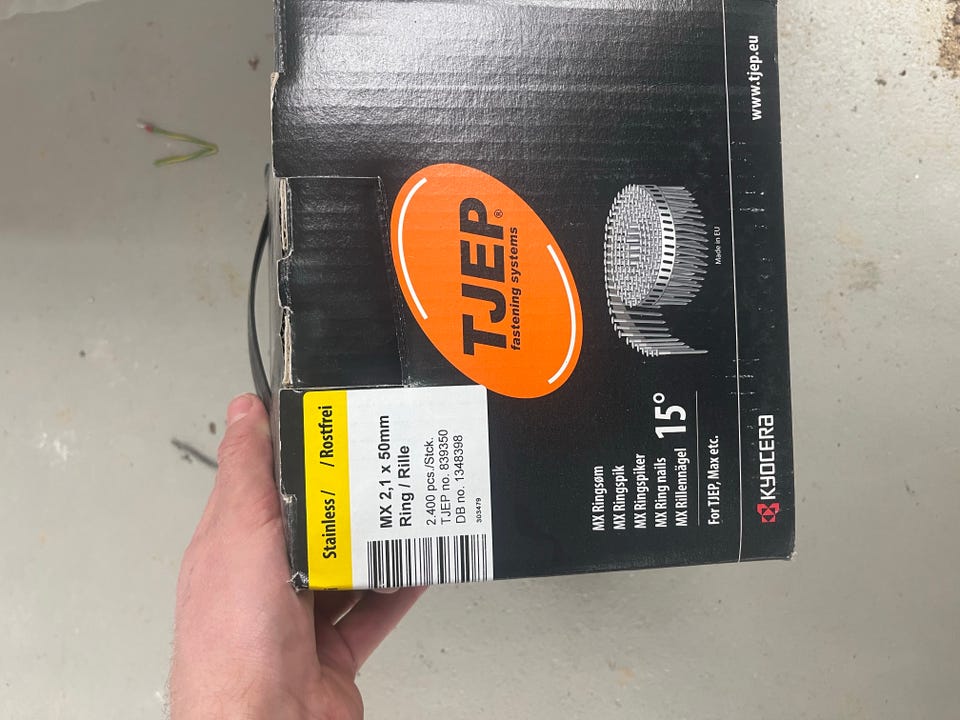 www.tjep.eu
TJEP®
fastening systems
Made in EU
Stainless / / Rostfrei
MX 2,1 x 50mm
Ring / Rille
2.400 pcs./Stck.
TJEP no. 839350
DB no. 1348398
303479
MX Ringsøm
MX Ringspik
MX Ringspiker
MX Ring nails
MX Rillennägel
15°
For TJEP, Max etc.
KYOCERA